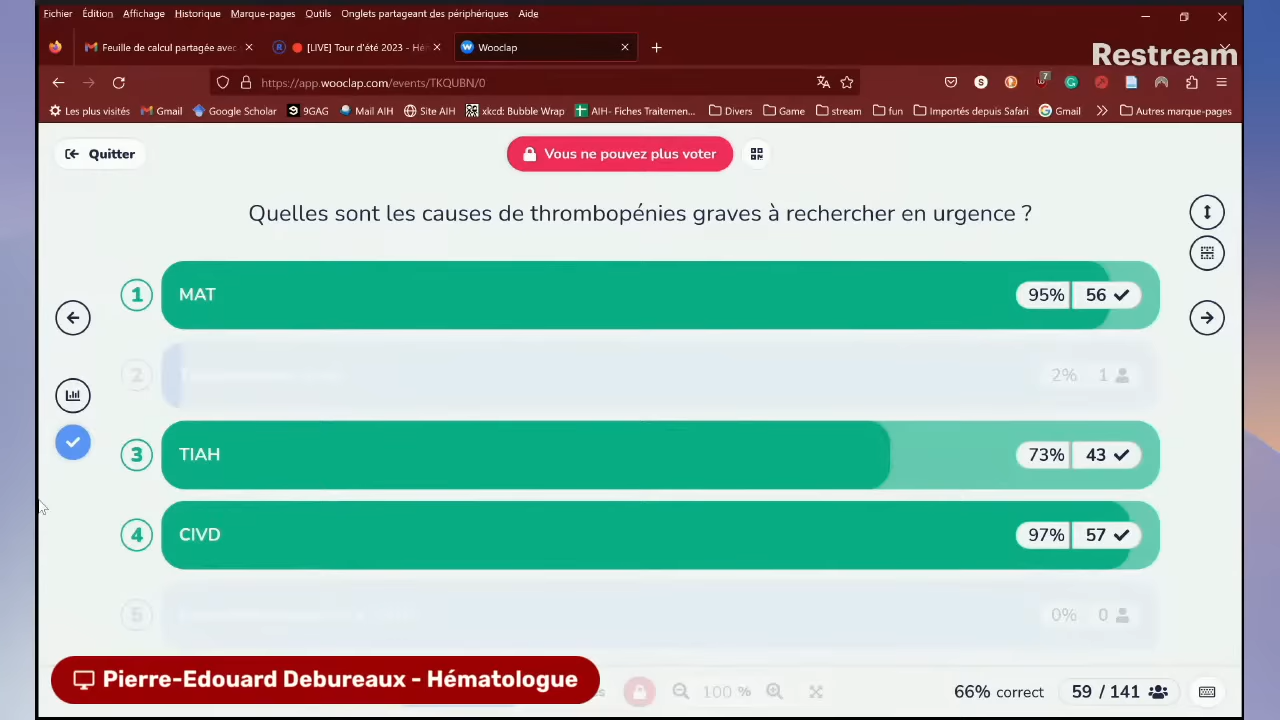 Fichier Édition Affichage Historique Marque-pages Outils Onglets partageant des périphériques Aide
Feuille de calcul partagée avec
[LIVE] Tour d'été 2023 - Hé
Wooclap
Restream
https://app.wooclap.com/events/TKQUBN/0
7
Les plus visités Gmail Google Scholar 9GAG Mail AIH Site AIH xkcd: Bubble Wrap AIH- Fiches Traitemen... Divers Game stream fun Importés depuis Safari Gmail Autres marque-pages
Quitter
Vous ne pouvez plus voter
Quelles sont les causes de thrombopénies graves à rechercher en urgence ?
1 MAT 95% 56
2 2% 1
3 TIAH 73% 43
4 CIVD 97% 57
5 0% 0
Pierre-Edouard Debureaux - Hématologue
100 %
66% correct
59 / 141